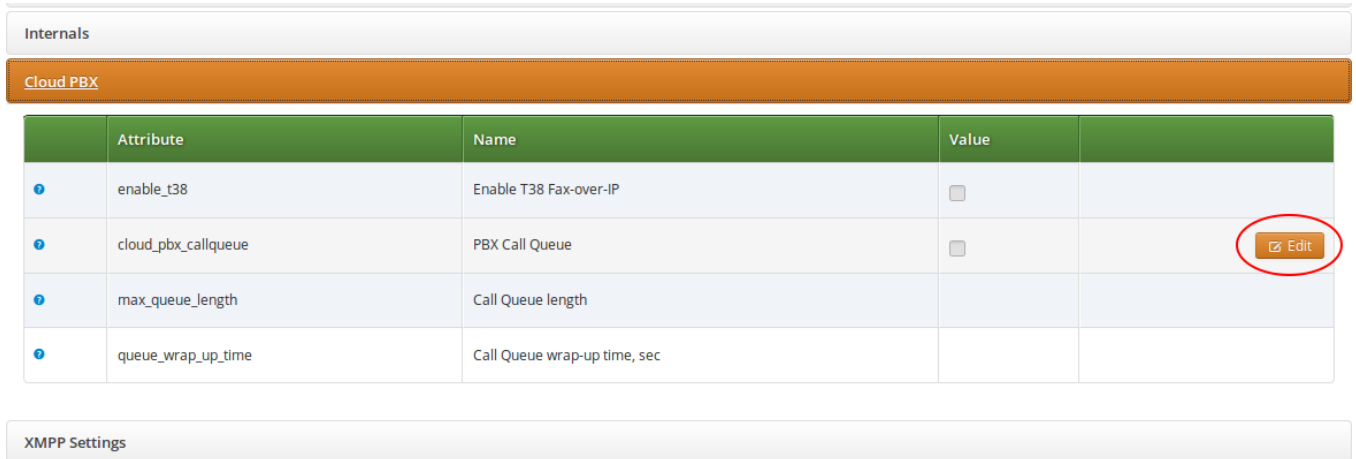 Internals
Cloud PBX
Attribute Name Value
enable_t38 Enable T38 Fax-over-IP
cloud_pbx_callqueue PBX Call Queue Edit
max_queue_length Call Queue length
queue_wrap_up_time Call Queue wrap-up time, sec
XMPP Settings